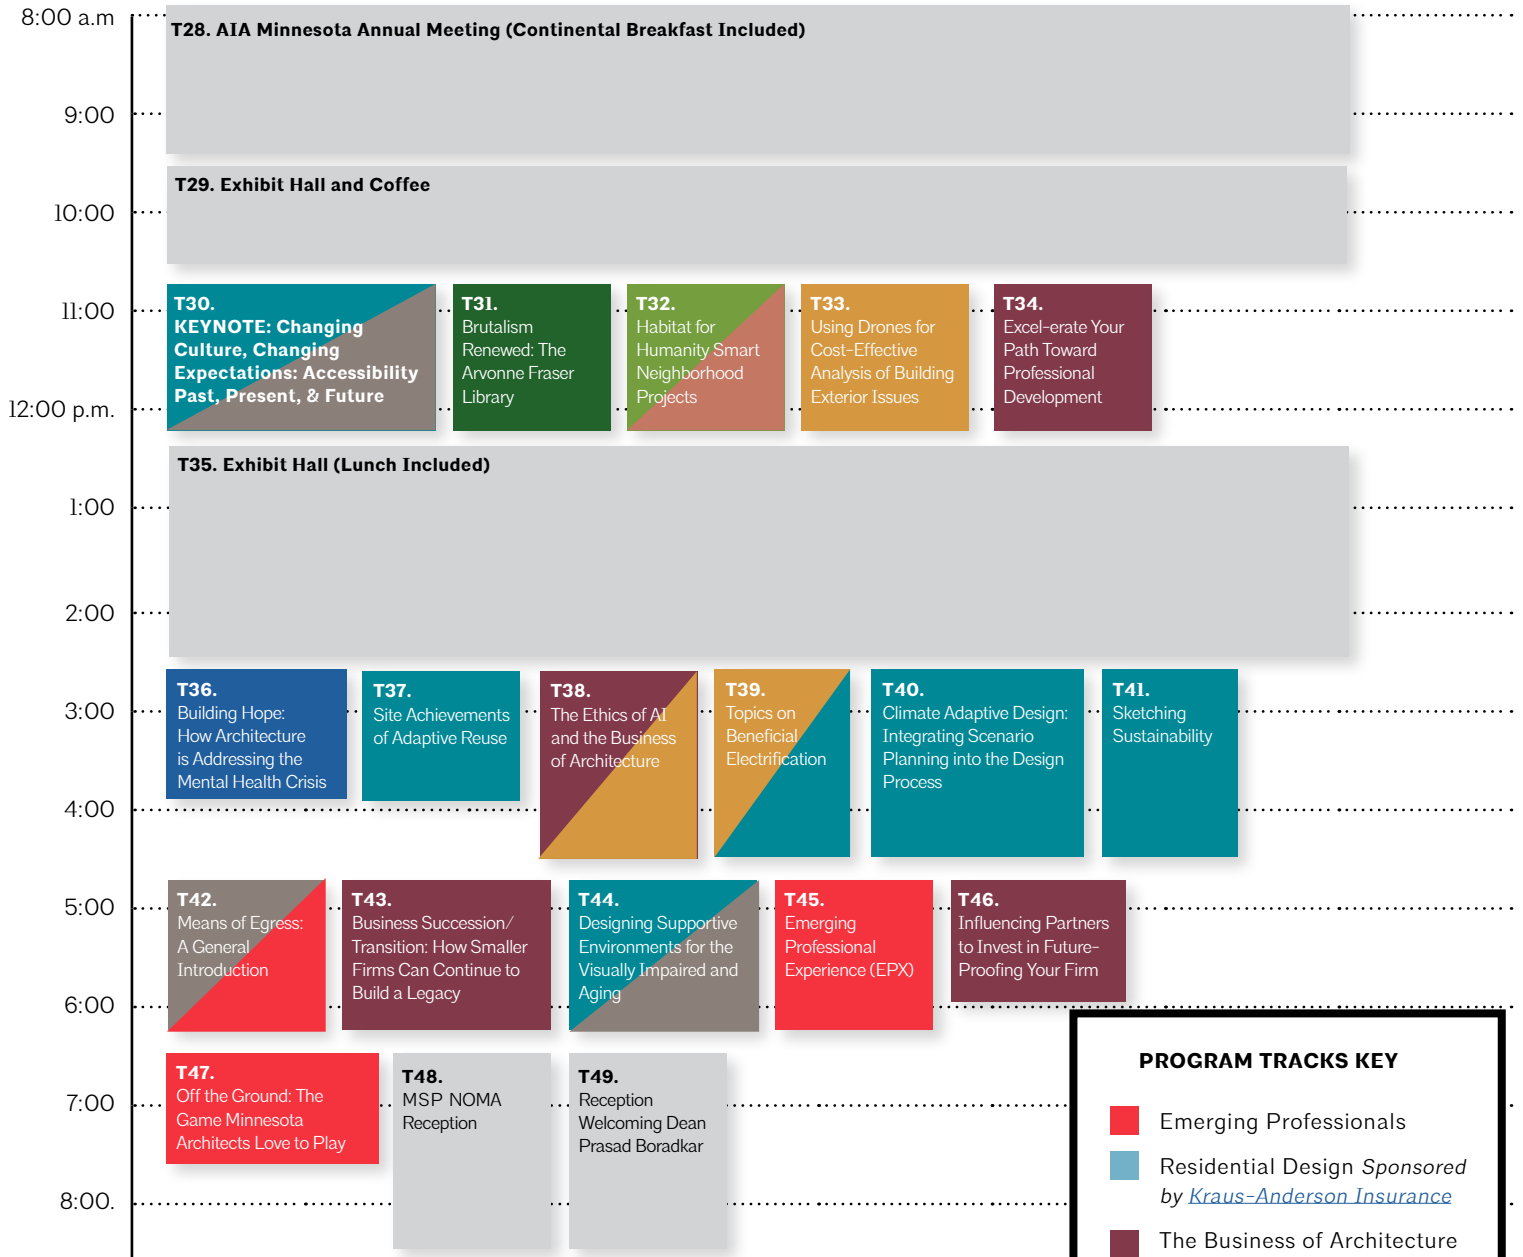 8:00 a.m
T28. AIA Minnesota Annual Meeting (Continental Breakfast Included)
9:00
T29. Exhibit Hall and Coffee
10:00
11:00
T30.
KEYNOTE: Changing
Culture, Changing
Expectations: Accessibility
Past, Present, & Future
T31.
Brutalism
Renewed: The
Arvonne Fraser
Library
T32.
Habitat for
Humanity Smart
Neighborhood
Projects
T33.
Using Drones for
Cost-Effective
Analysis of Building
Exterior Issues
T34.
Excel-erate Your
Path Toward
Professional
Development
12:00 p.m.
T35. Exhibit Hall (Lunch Included)
1:00
2:00
T36.
Building Hope:
How Architecture
is Addressing the
Mental Health Crisis
T37.
Site Achievements
of Adaptive Reuse
T38.
The Ethics of AI
and the Business
of Architecture
T39.
Topics on
Beneficial
Electrification
T40.
Climate Adaptive Design:
Integrating Scenario
Planning into the Design
Process
T41.
Sketching
Sustainability
3:00
4:00
T42.
Means of Egress:
A General
Introduction
T43.
Business Succession/
Transition: How Smaller
Firms Can Continue to
Build a Legacy
T44.
Designing Supportive
Environments for the
Visually Impaired and
Aging
T45.
Emerging
Professional
Experience (EPX)
T46.
Influencing Partners
to Invest in Future-
Proofing Your Firm
5:00
6:00
T47.
Off the Ground: The
Game Minnesota
Architects Love to Play
T48.
MSP NOMA
Reception
T49.
Reception
Welcoming Dean
Prasad Boradkar
7:00
8:00.
PROGRAM TRACKS KEY
Emerging Professionals
Residential Design Sponsored
by Kraus-Anderson Insurance
The Business of Architecture